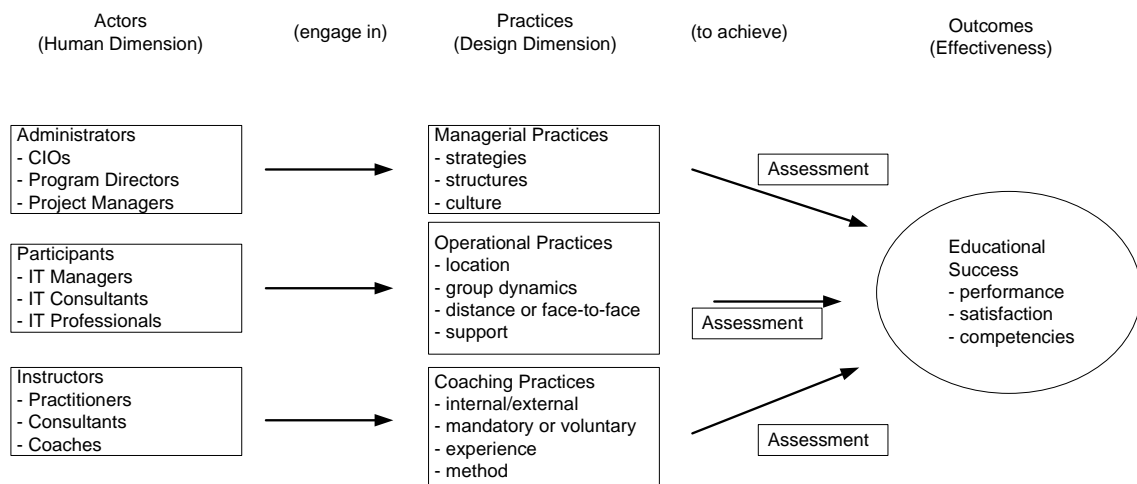 Actors
(Human Dimension)
(engage in)
Practices
(Design Dimension)
(to achieve)
Outcomes
(Effectiveness)
Administrators
- CIOs
- Program Directors
- Project Managers
Managerial Practices
- strategies
- structures
- culture
Assessment
Participants
- IT Managers
- IT Consultants
- IT Professionals
Operational Practices
- location
- group dynamics
- distance or face-to-face
- support
Assessment
Educational
Success
- performance
- satisfaction
- competencies
Instructors
- Practitioners
- Consultants
- Coaches
Coaching Practices
- internal/external
- mandatory or voluntary
- experience
- method
Assessment